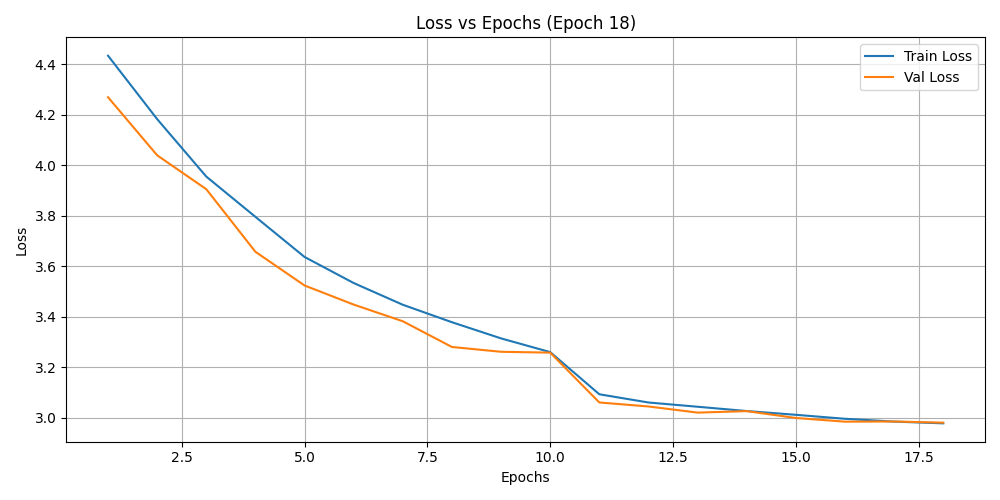 Loss vs Epochs (Epoch 18)
Train Loss
Val Loss
4.4
4.2
4.0
3.8
3.6
3.4
3.2
3.0
Loss
2.5 5.0 7.5 10.0 12.5 15.0 17.5
Epochs